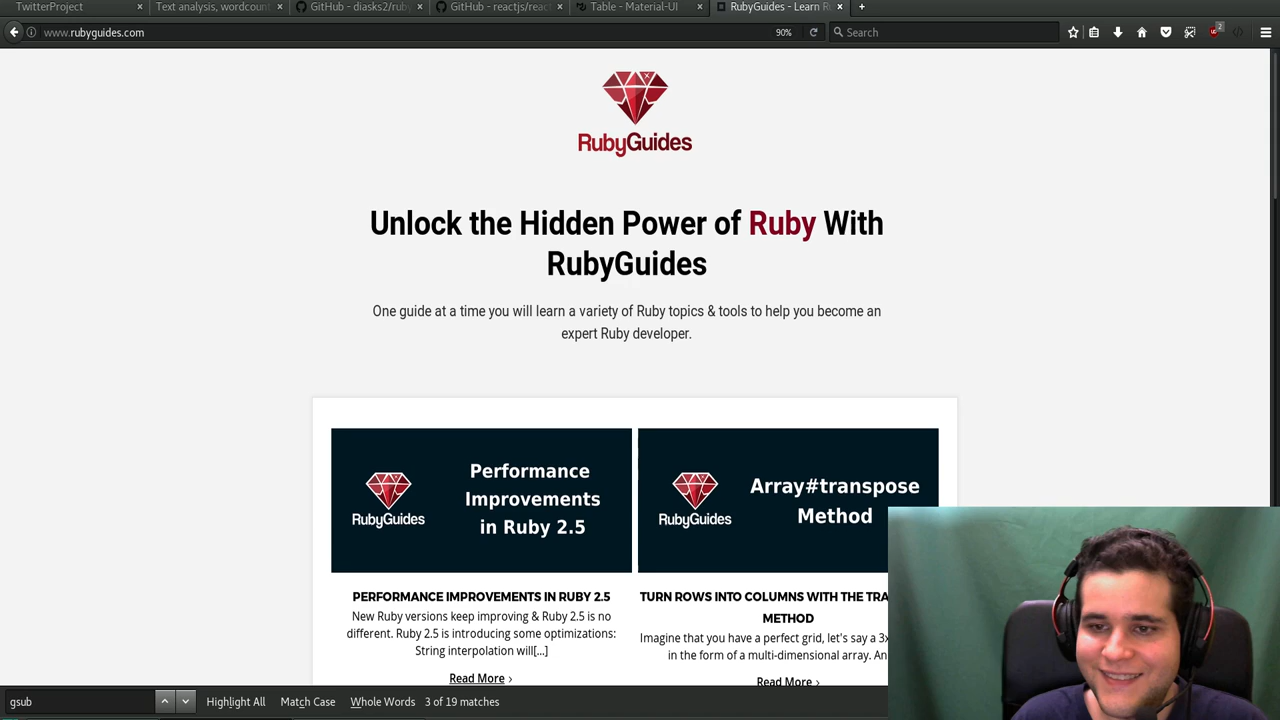 TwitterProject
Text analysis, wordcount
GitHub - diasks2/ruby
GitHub - reactjs/react
Table - Material-UI
RubyGuides - Learn Ru
www.rubyguides.com
90%
Search
2
RubyGuides
Unlock the Hidden Power of Ruby With
RubyGuides
One guide at a time you will learn a variety of Ruby topics & tools to help you become an
expert Ruby developer.
RubyGuides
Performance
Improvements
in Ruby 2.5
RubyGuides
Array#transpose
Method
PERFORMANCE IMPROVEMENTS IN RUBY 2.5
New Ruby versions keep improving & Ruby 2.5 is no
different. Ruby 2.5 is introducing some optimizations:
String interpolation will[...]
Read More ›
TURN ROWS INTO COLUMNS WITH THE TRA
METHOD
Imagine that you have a perfect grid, let's say a 3x
in the form of a multi-dimensional array. An
Read More ›
gsub
Highlight All
Match Case
Whole Words
3 of 19 matches